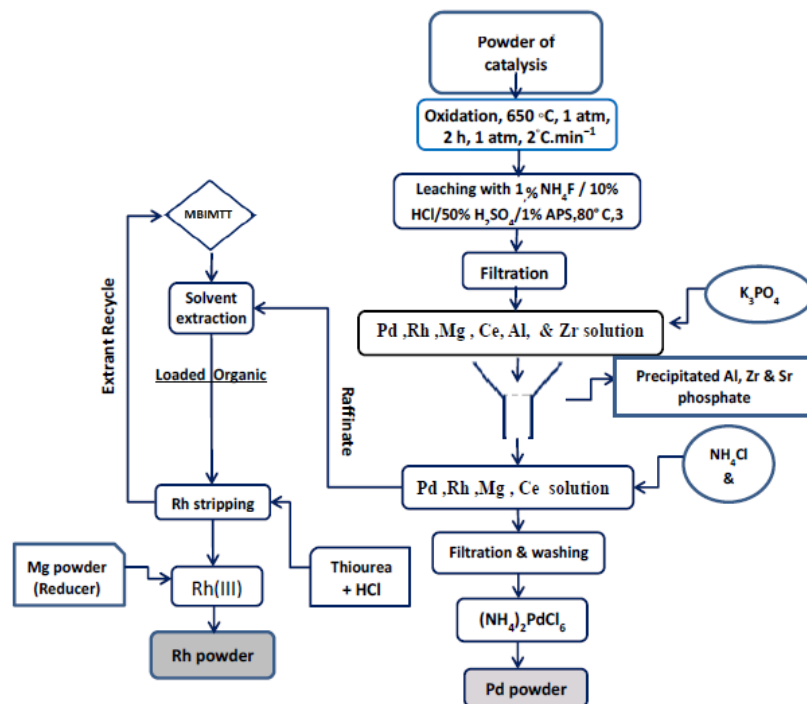 Powder of
catalysis
Oxidation, 650 °C, 1 atm,
2 h, 1 atm, 2°C.min⁻¹
Leaching with 1,% NH₄F / 10%
HCl/50% H₂SO₄/1% APS,80° C,3
Filtration
K₃PO₄
Pd ,Rh ,Mg , Ce, Al, & Zr solution
Precipitated Al, Zr & Sr
phosphate
NH₄Cl
&
Pd ,Rh ,Mg , Ce solution
Filtration & washing
(NH₄)₂PdCl₆
Pd powder
Raffinate
MBIMTT
Solvent
extraction
Extrant Recycle
Loaded Organic
Rh stripping
Thiourea
+ HCl
Mg powder
(Reducer)
Rh(III)
Rh powder